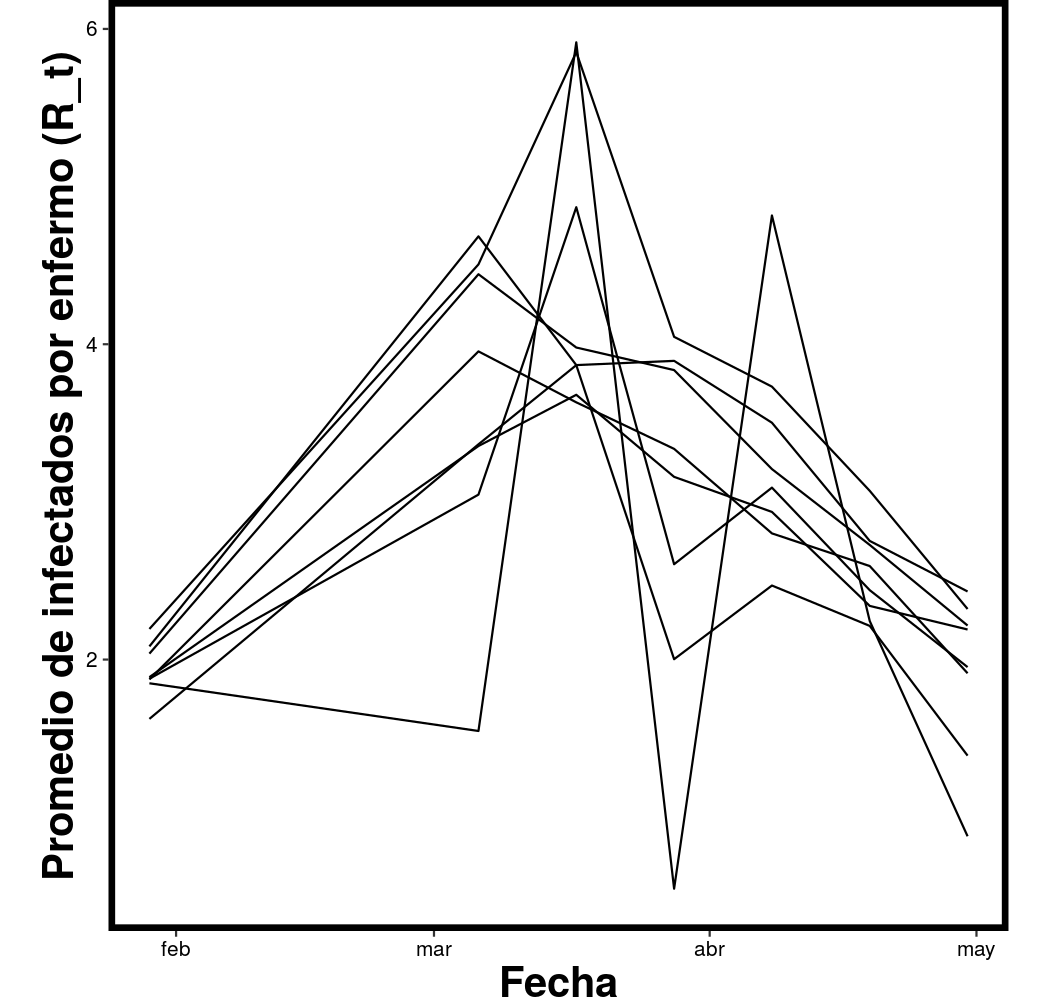 Promedio de infectados por enfermo (R_t)
6
4
2
feb mar abr may
Fecha